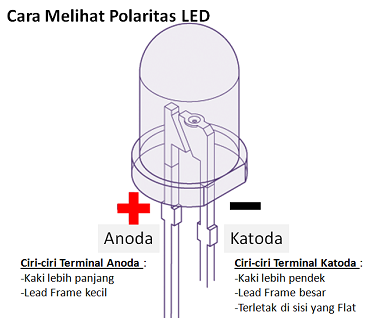 Cara Melihat Polaritas LED
Anoda
Katoda
Ciri-ciri Terminal Anoda :
-Kaki lebih panjang
-Lead Frame kecil
Ciri-ciri Terminal Katoda :
-Kaki lebih pendek
-Lead Frame besar
-Terletak di sisi yang Flat